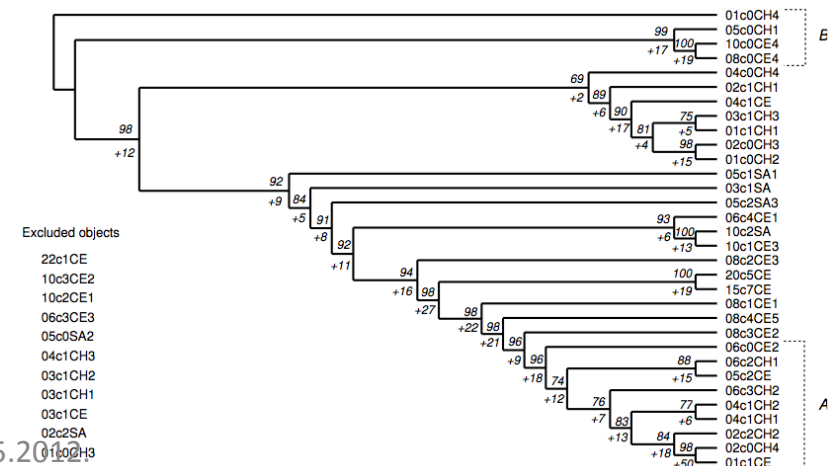 01c0CH4
05c0CH1
10c0CE4
08c0CE4
04c0CH4
02c1CH1
04c1CE
03c1CH3
01c1CH1
02c0CH3
01c0CH2
05c1SA1
03c1SA
05c2SA3
06c4CE1
10c2SA
10c1CE3
08c2CE3
20c5CE
15c7CE
08c1CE1
08c4CE5
08c3CE2
06c0CE2
06c2CH1
05c2CE
06c3CH2
04c1CH2
04c1CH1
02c2CH2
02c0CH4
01c1CE
B
A
99
+17
100
+19
69
+2
89
+6
90
+17
75
+5
81
+4
98
+15
98
+12
92
+9
84
+5
91
+8
92
+11
93
+6
100
+13
94
+16
98
+27
100
+19
98
+22
98
+21
96
+9
96
+18
74
+12
88
+15
76
+7
77
+6
83
+13
84
+18
98
+50
Excluded objects
22c1CE
10c3CE2
10c2CE1
06c3CE3
05c0SA2
04c1CH3
03c1CH2
03c1CH1
03c1CE
02c2SA
01c0CH3
5.2012.